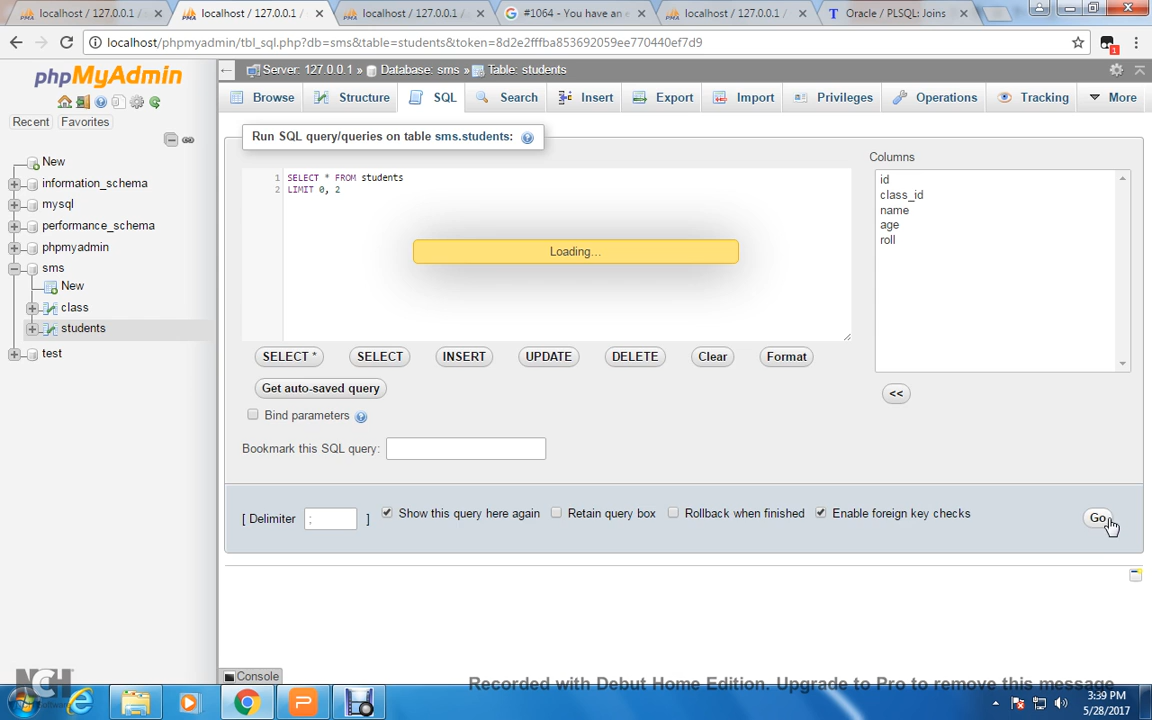 localhost / 127.0.0.1 /
localhost / 127.0.0.1 /
localhost / 127.0.0.1 /
#1064 - You have an e
localhost / 127.0.0.1 /
Oracle / PLSQL: Joins
localhost/phpmyadmin/tbl_sql.php?db=sms&table=students&token=8d2e2fffba853692059ee770440ef7d9
1
phpMyAdmin
Recent Favorites
New
information_schema
mysql
performance_schema
phpmyadmin
sms
New
class
students
test
Server: 127.0.0.1 » Database: sms » Table: students
Browse Structure SQL Search Insert Export Import Privileges Operations Tracking More
Run SQL query/queries on table sms.students:
1 SELECT * FROM students
2 LIMIT 0, 2
Loading...
Columns
id
class_id
name
age
roll
SELECT * SELECT INSERT UPDATE DELETE Clear Format
Get auto-saved query
<<
Bind parameters
Bookmark this SQL query:
[ Delimiter ; ] Show this query here again Retain query box Rollback when finished Enable foreign key checks Go
Console
NCH
Software
Recorded with Debut Home Edition. Upgrade to Pro to remove this message
3:39 PM
5/28/2017